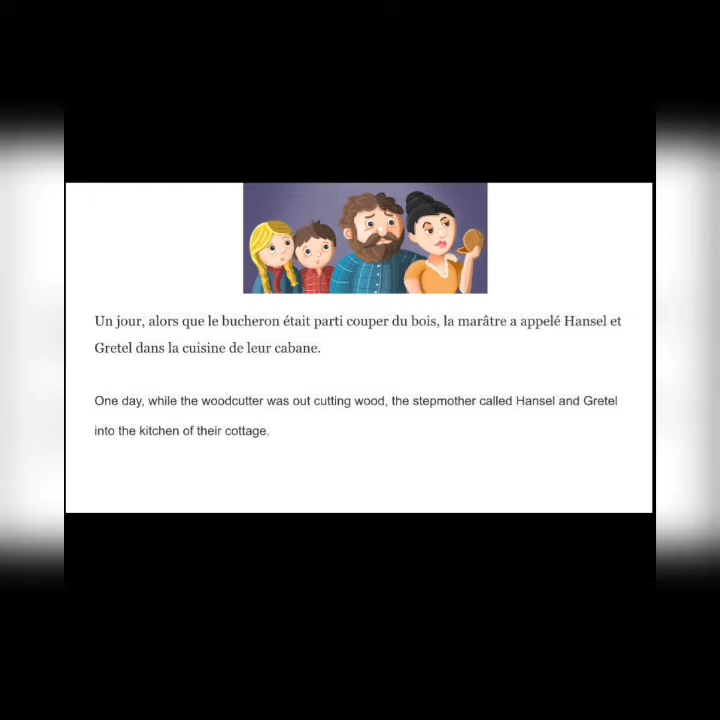 Un jour, alors que le bucheron était parti couper du bois, la marâtre a appelé Hansel et
Gretel dans la cuisine de leur cabane.
One day, while the woodcutter was out cutting wood, the stepmother called Hansel and Gretel
into the kitchen of their cottage.